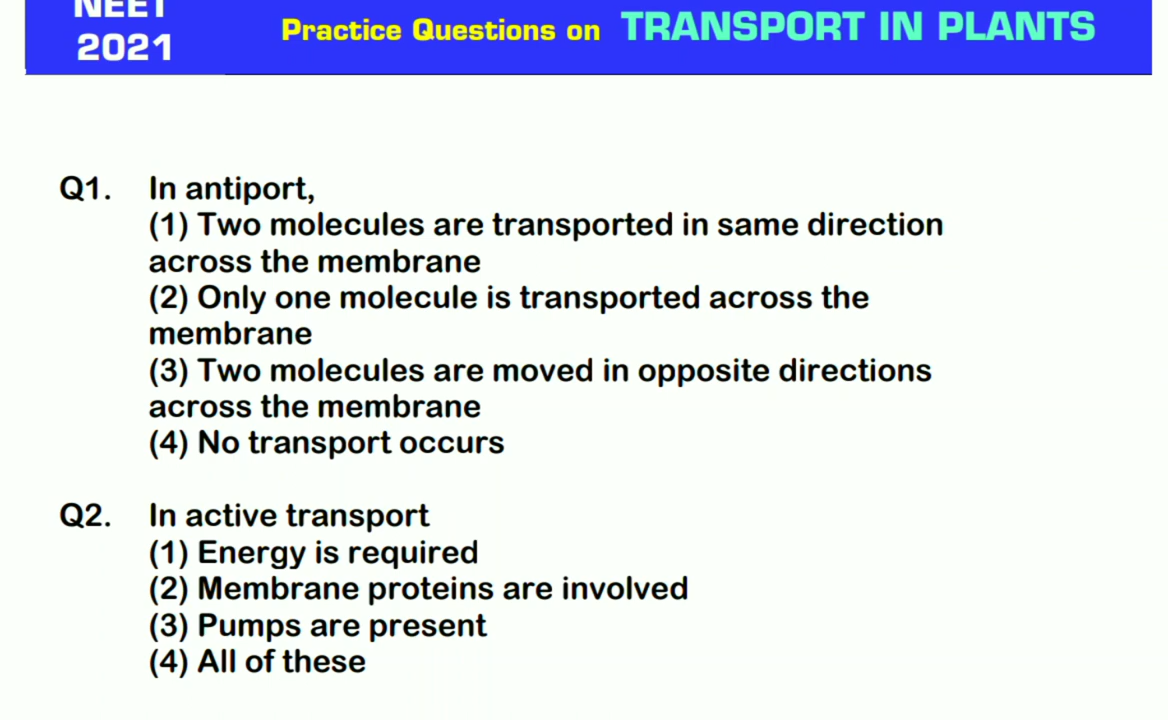 NEET
2021
Practice Questions on TRANSPORT IN PLANTS
Q1. In antiport,
(1) Two molecules are transported in same direction
across the membrane
(2) Only one molecule is transported across the
membrane
(3) Two molecules are moved in opposite directions
across the membrane
(4) No transport occurs
Q2. In active transport
(1) Energy is required
(2) Membrane proteins are involved
(3) Pumps are present
(4) All of these